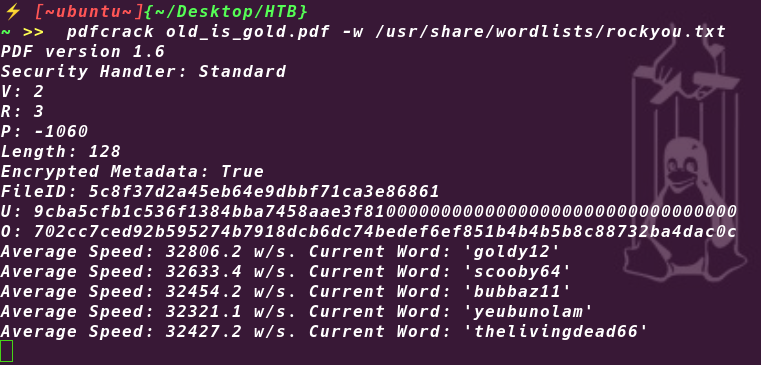 ⚡ [~ubuntu~]{~/Desktop/HTB}
~ >>  pdfcrack old_is_gold.pdf -w /usr/share/wordlists/rockyou.txt
PDF version 1.6
Security Handler: Standard
V: 2
R: 3
P: -1060
Length: 128
Encrypted Metadata: True
FileID: 5c8f37d2a45eb64e9dbbf71ca3e86861
U: 9cba5cfb1c536f1384bba7458aae3f8100000000000000000000000000000000
O: 702cc7ced92b595274b7918dcb6dc74bedef6ef851b4b4b5b8c88732ba4dac0c
Average Speed: 32806.2 w/s. Current Word: 'goldy12'
Average Speed: 32633.4 w/s. Current Word: 'scooby64'
Average Speed: 32454.2 w/s. Current Word: 'bubbaz11'
Average Speed: 32321.1 w/s. Current Word: 'yeubunolam'
Average Speed: 32427.2 w/s. Current Word: 'thelivingdead66'